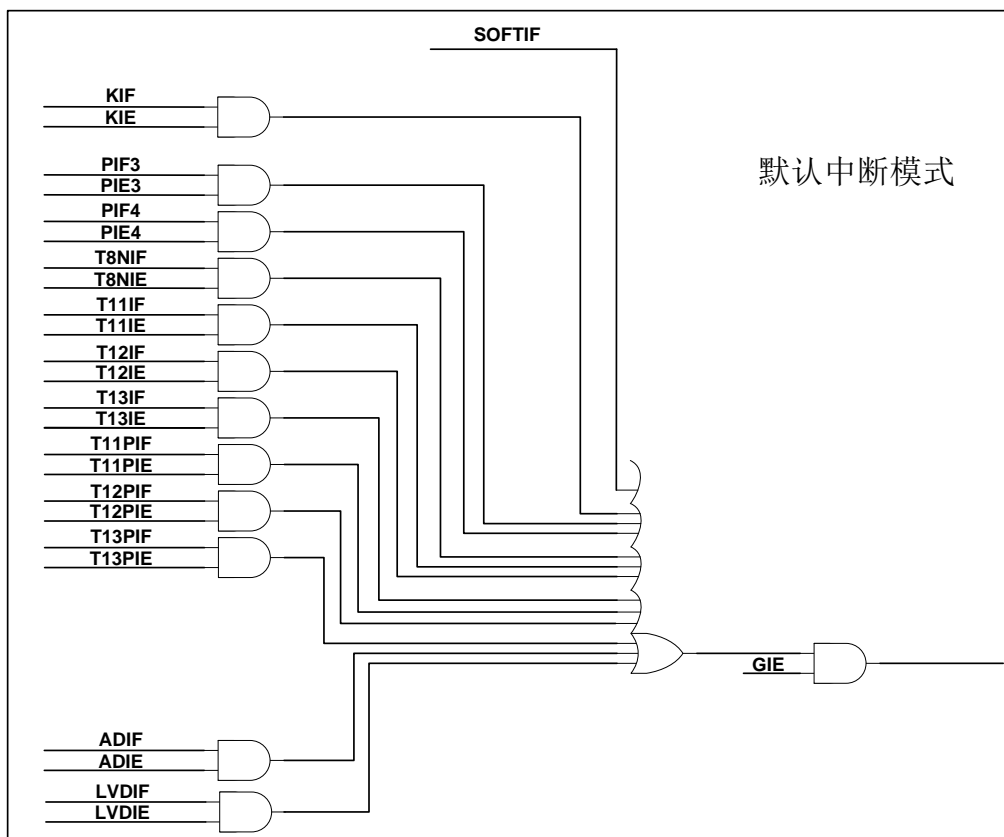 SOFTIF
KIF
KIE
默认中断模式
PIF3
PIE3
PIF4
PIE4
T8NIF
T8NIE
T11IF
T11IE
T12IF
T12IE
T13IF
T13IE
T11PIF
T11PIE
T12PIF
T12PIE
T13PIF
T13PIE
GIE
ADIF
ADIE
LVDIF
LVDIE